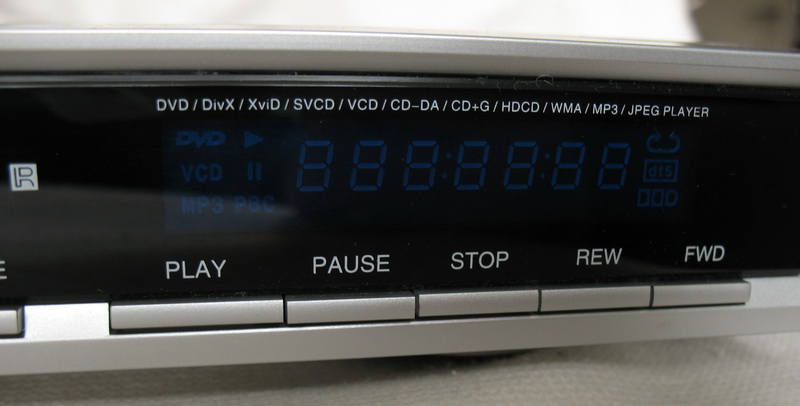 DVD / DivX / XviD / SVCD / VCD / CD-DA / CD+G / HDCD / WMA / MP3 / JPEG PLAYER
DVD
VCD
dts
MP3 PBC
E PLAY PAUSE STOP REW FWD